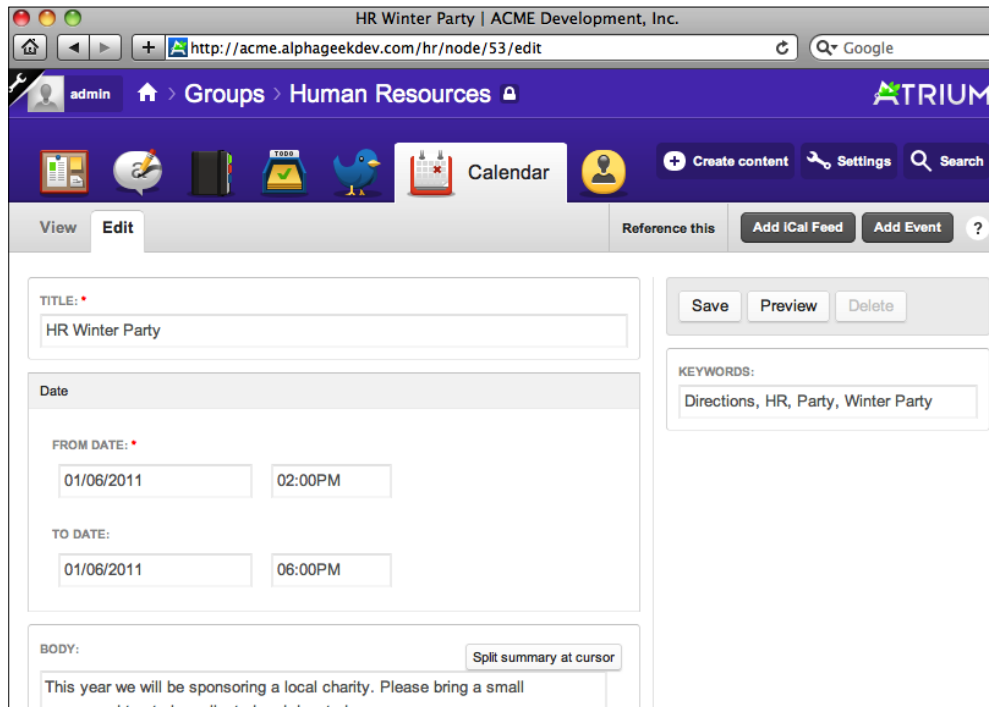 HR Winter Party | ACME Development, Inc.
http://acme.alphageekdev.com/hr/node/53/edit
Google
admin
Groups › Human Resources
ATRIUM
TODO
Calendar
Create content
Settings
Search
View
Edit
Reference this
Add iCal Feed
Add Event
?
TITLE: *
HR Winter Party
Save
Preview
Delete
KEYWORDS:
Directions, HR, Party, Winter Party
Date
FROM DATE: *
01/06/2011 02:00PM
TO DATE:
01/06/2011 06:00PM
BODY:
Split summary at cursor
This year we will be sponsoring a local charity. Please bring a small